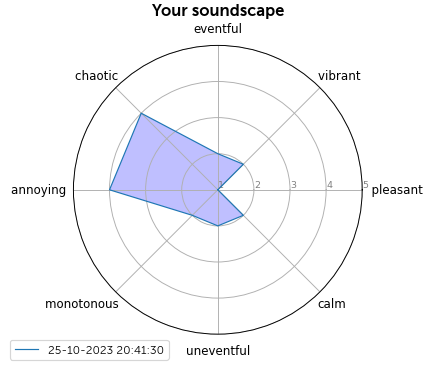 Your soundscape
eventful
chaotic
vibrant
annoying
1
2
3
4
5
pleasant
monotonous
calm
25-10-2023 20:41:30
uneventful